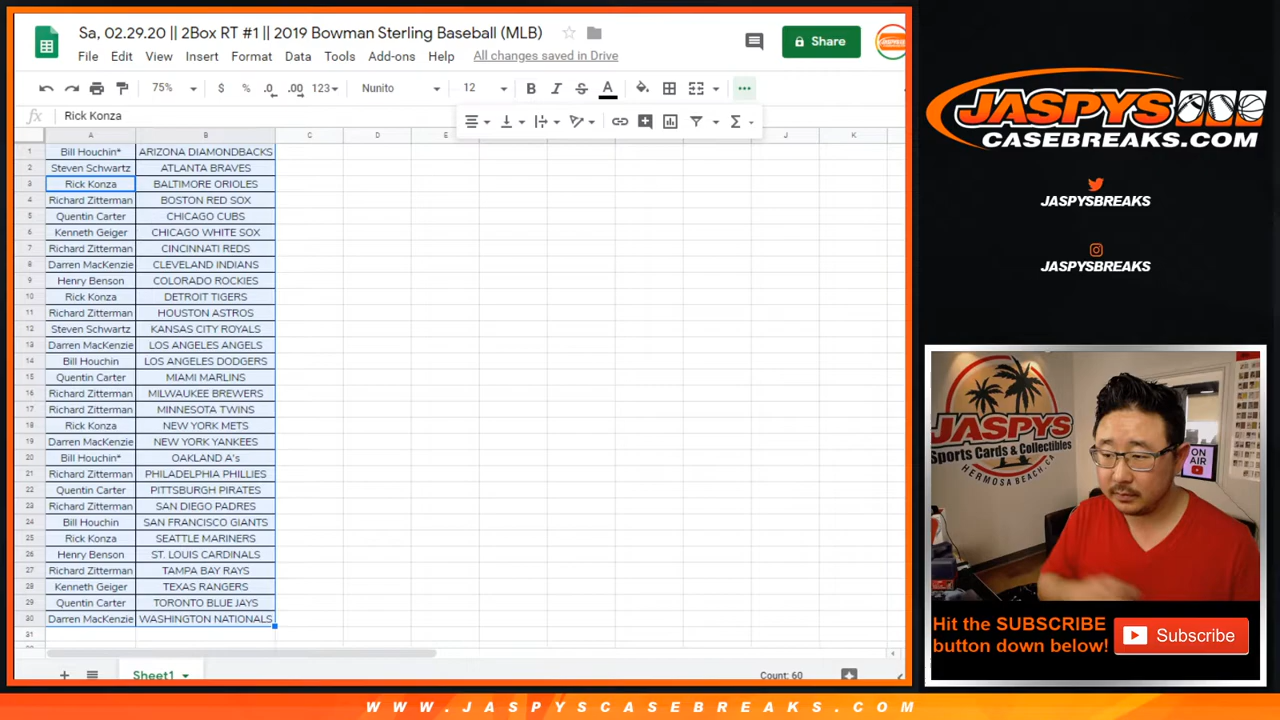 Sa, 02.29.20 || 2Box RT #1 || 2019 Bowman Sterling Baseball (MLB)
File Edit View Insert Format Data Tools Add-ons Help All changes saved in Drive
Share
75% $ % .0 .00 123 Nunito 12 B I S A
fx Rick Konza
A B C D E J K
1 Bill Houchin* ARIZONA DIAMONDBACKS
2 Steven Schwartz ATLANTA BRAVES
3 Rick Konza BALTIMORE ORIOLES
4 Richard Zitterman BOSTON RED SOX
5 Quentin Carter CHICAGO CUBS
6 Kenneth Geiger CHICAGO WHITE SOX
7 Richard Zitterman CINCINNATI REDS
8 Darren MacKenzie CLEVELAND INDIANS
9 Henry Benson COLORADO ROCKIES
10 Rick Konza DETROIT TIGERS
11 Richard Zitterman HOUSTON ASTROS
12 Steven Schwartz KANSAS CITY ROYALS
13 Darren MacKenzie LOS ANGELES ANGELS
14 Bill Houchin LOS ANGELES DODGERS
15 Quentin Carter MIAMI MARLINS
16 Richard Zitterman MILWAUKEE BREWERS
17 Richard Zitterman MINNESOTA TWINS
18 Rick Konza NEW YORK METS
19 Darren MacKenzie NEW YORK YANKEES
20 Bill Houchin* OAKLAND A's
21 Richard Zitterman PHILADELPHIA PHILLIES
22 Quentin Carter PITTSBURGH PIRATES
23 Richard Zitterman SAN DIEGO PADRES
24 Bill Houchin SAN FRANCISCO GIANTS
25 Rick Konza SEATTLE MARINERS
26 Henry Benson ST. LOUIS CARDINALS
27 Richard Zitterman TAMPA BAY RAYS
28 Kenneth Geiger TEXAS RANGERS
29 Quentin Carter TORONTO BLUE JAYS
30 Darren MacKenzie WASHINGTON NATIONALS
31
Sheet1
Count: 60
JASPYS
CASEBREAKS.COM
JASPYSBREAKS
JASPYSBREAKS
JASPYS
Sports Cards & Collectibles
HERMOSA BEACH, CA
ON AIR
Hit the SUBSCRIBE
button down below!
Subscribe
WWW.JASPYSCASEBREAKS.COM